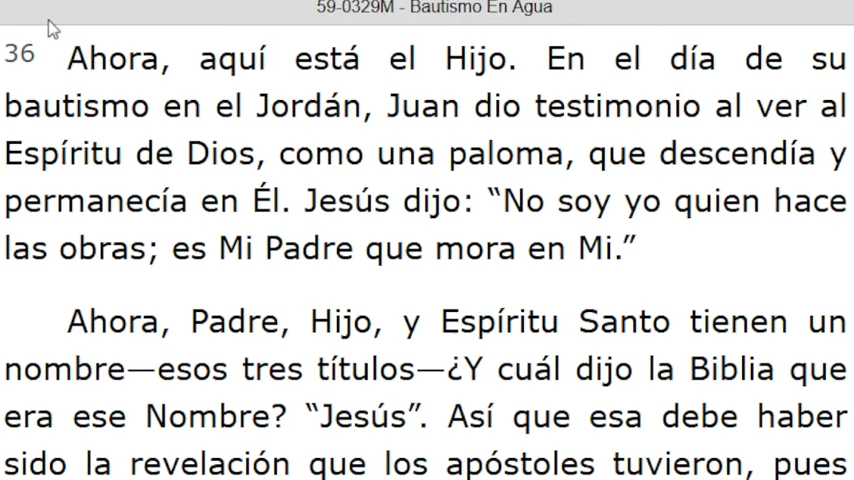 59-0329M - Bautismo En Agua
36 Ahora, aquí está el Hijo. En el día de su
bautismo en el Jordán, Juan dio testimonio al ver al
Espíritu de Dios, como una paloma, que descendía y
permanecía en Él. Jesús dijo: “No soy yo quien hace
las obras; es Mi Padre que mora en Mi.”
Ahora, Padre, Hijo, y Espíritu Santo tienen un
nombre—esos tres títulos—¿Y cuál dijo la Biblia que
era ese Nombre? “Jesús”. Así que esa debe haber
sido la revelación que los apóstoles tuvieron, pues